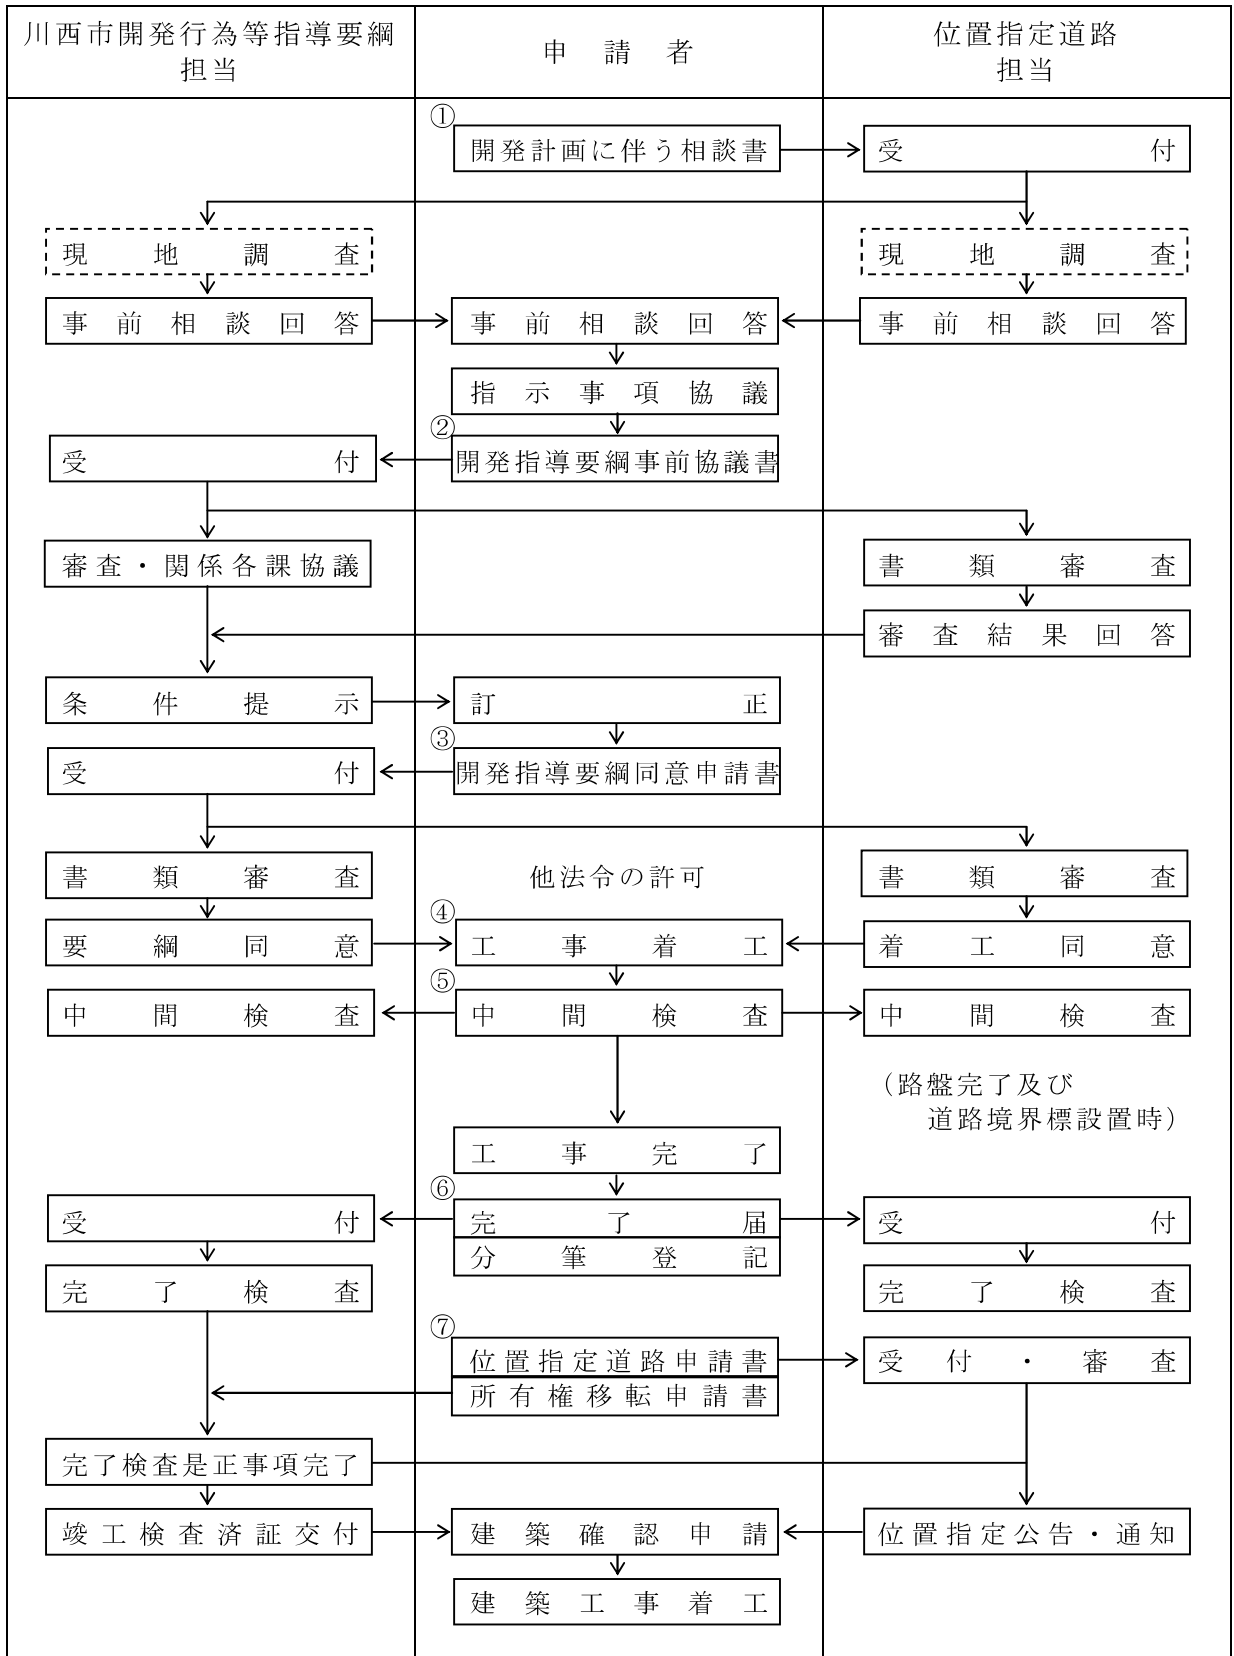 川西市開発行為等指導要綱
担当
申請者
位置指定道路
担当
①
開発計画に伴う相談書
受付
現地調査
現地調査
事前相談回答
事前相談回答
事前相談回答
指示事項協議
②
受付
開発指導要綱事前協議書
審査・関係各課協議
書類審査
審査結果回答
条件提示
訂正
③
受付
開発指導要綱同意申請書
書類審査
他法令の許可
書類審査
④
要綱同意
工事着工
着工同意
⑤
中間検査
中間検査
中間検査
（路盤完了及び
道路境界標設置時）
工事完了
⑥
受付
完了届
受付
分筆登記
完了検査
完了検査
⑦
位置指定道路申請書
受付・審査
所有権移転申請書
完了検査是正事項完了
竣工検査済証交付
建築確認申請
位置指定公告・通知
建築工事着工